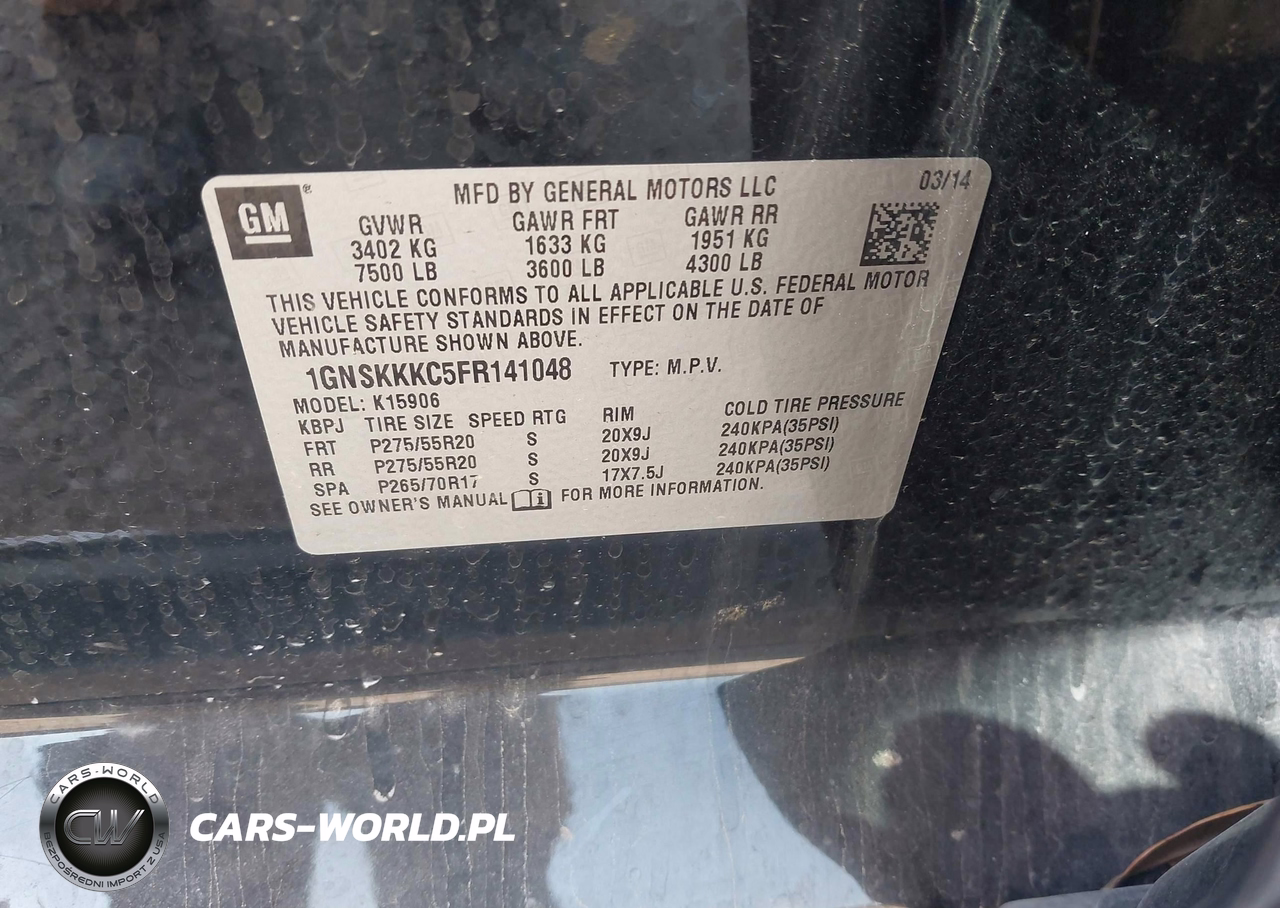 GM ®
MFD BY GENERAL MOTORS LLC
03/14
GVWR GAWR FRT GAWR RR
3402 KG 1633 KG 1951 KG
7500 LB 3600 LB 4300 LB
THIS VEHICLE CONFORMS TO ALL APPLICABLE U.S. FEDERAL MOTOR
VEHICLE SAFETY STANDARDS IN EFFECT ON THE DATE OF
MANUFACTURE SHOWN ABOVE.
1GNSKKKC5FR141048 TYPE: M.P.V.
MODEL: K15906
KBPJ TIRE SIZE SPEED RTG RIM COLD TIRE PRESSURE
FRT P275/55R20 S 20X9J 240KPA(35PSI)
RR P275/55R20 S 20X9J 240KPA(35PSI)
SPA P265/70R17 S 17X7.5J 240KPA(35PSI)
SEE OWNER'S MANUAL FOR MORE INFORMATION.
CARS-WORLD
CW
BEZPOŚREDNI IMPORT Z USA
CARS-WORLD.PL